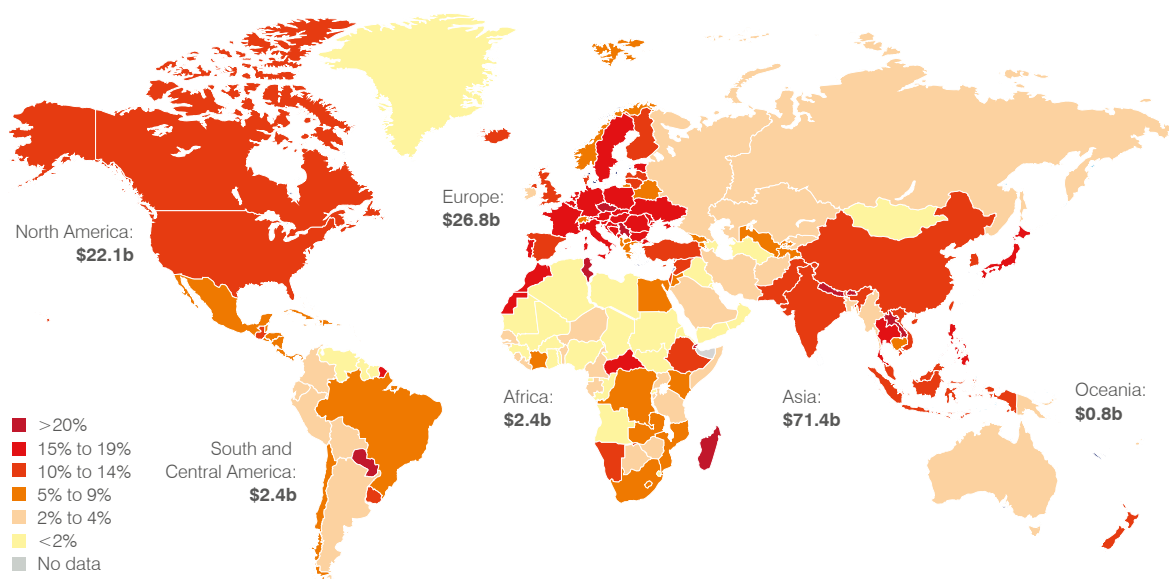 Europe:
$26.8b
North America:
$22.1b
Africa:
$2.4b
Asia:
$71.4b
Oceania:
$0.8b
South and
Central America:
$2.4b
>20%
15% to 19%
10% to 14%
5% to 9%
2% to 4%
<2%
No data